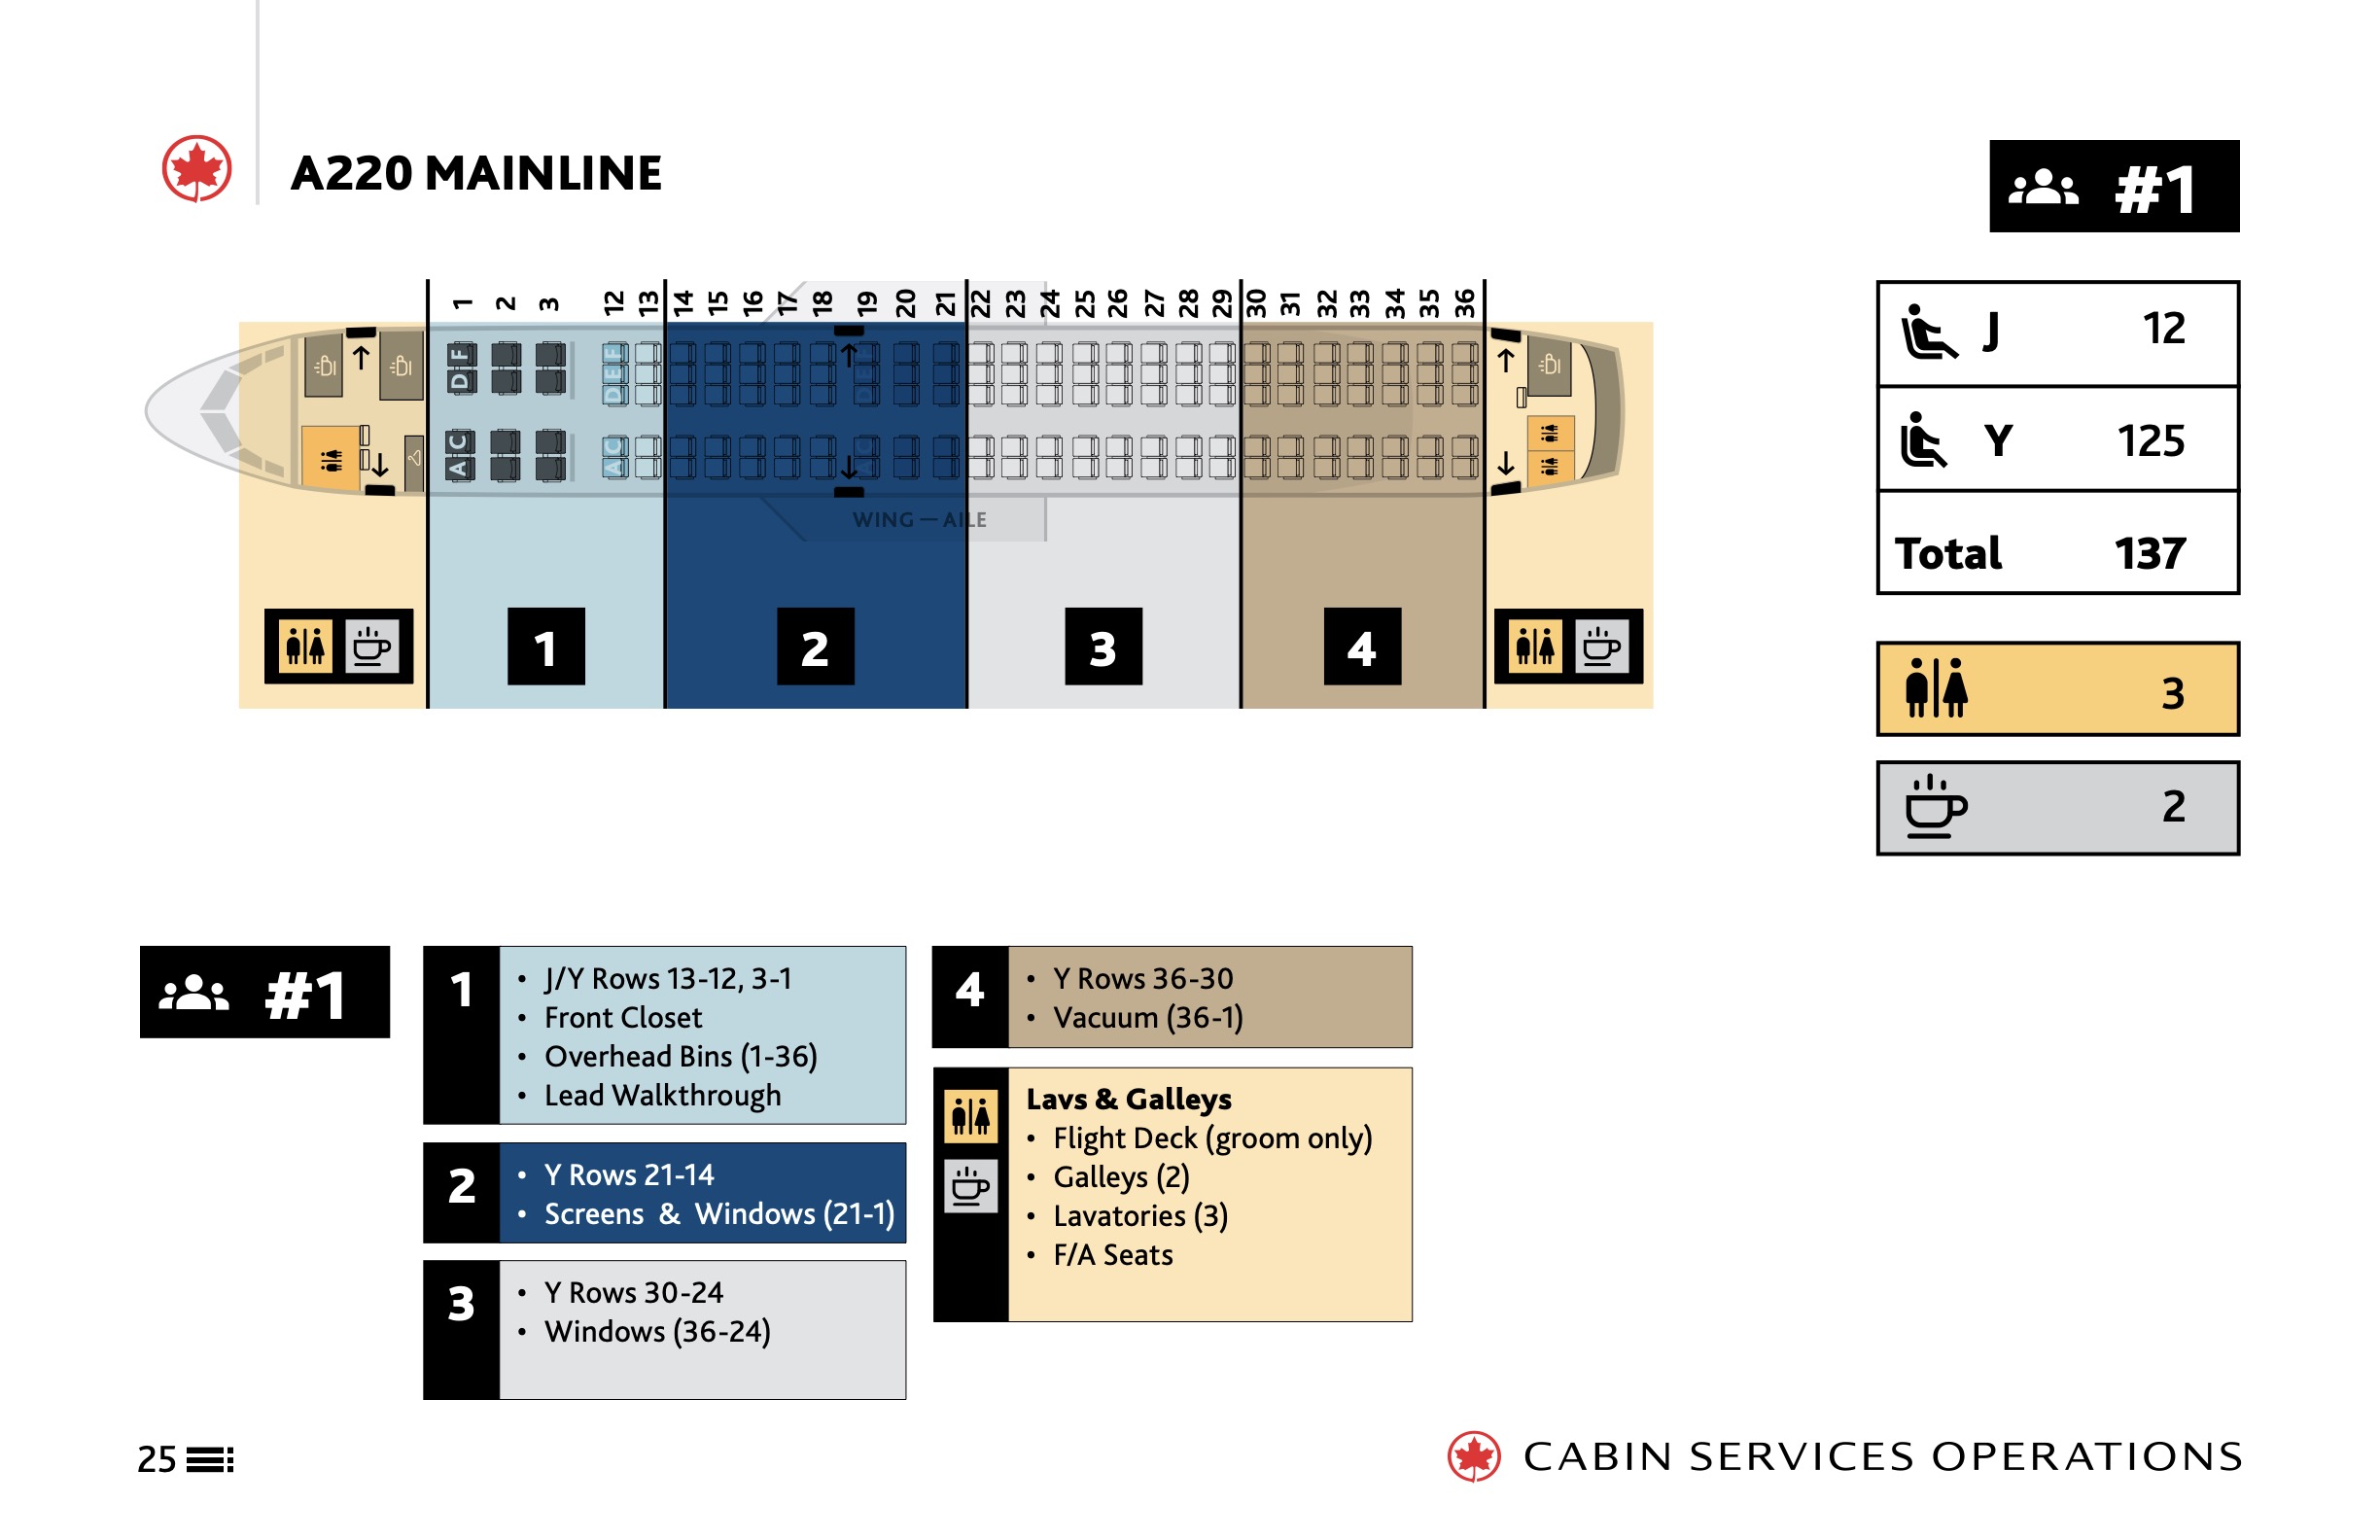 A220 MAINLINE
#1
1 2 3 12 13 14 15 16 17 18 19 20 21 22 23 24 25 26 27 28 29 30 31 32 33 34 35 36
D F
D E F
D E F
A C
A C
A C
WING — AILE
1
2
3
4
J 12
Y 125
Total 137
3
2
#1
1
• J/Y Rows 13-12, 3-1
• Front Closet
• Overhead Bins (1-36)
• Lead Walkthrough
2
• Y Rows 21-14
• Screens & Windows (21-1)
3
• Y Rows 30-24
• Windows (36-24)
4
• Y Rows 36-30
• Vacuum (36-1)
Lavs & Galleys
• Flight Deck (groom only)
• Galleys (2)
• Lavatories (3)
• F/A Seats
25
CABIN SERVICES OPERATIONS